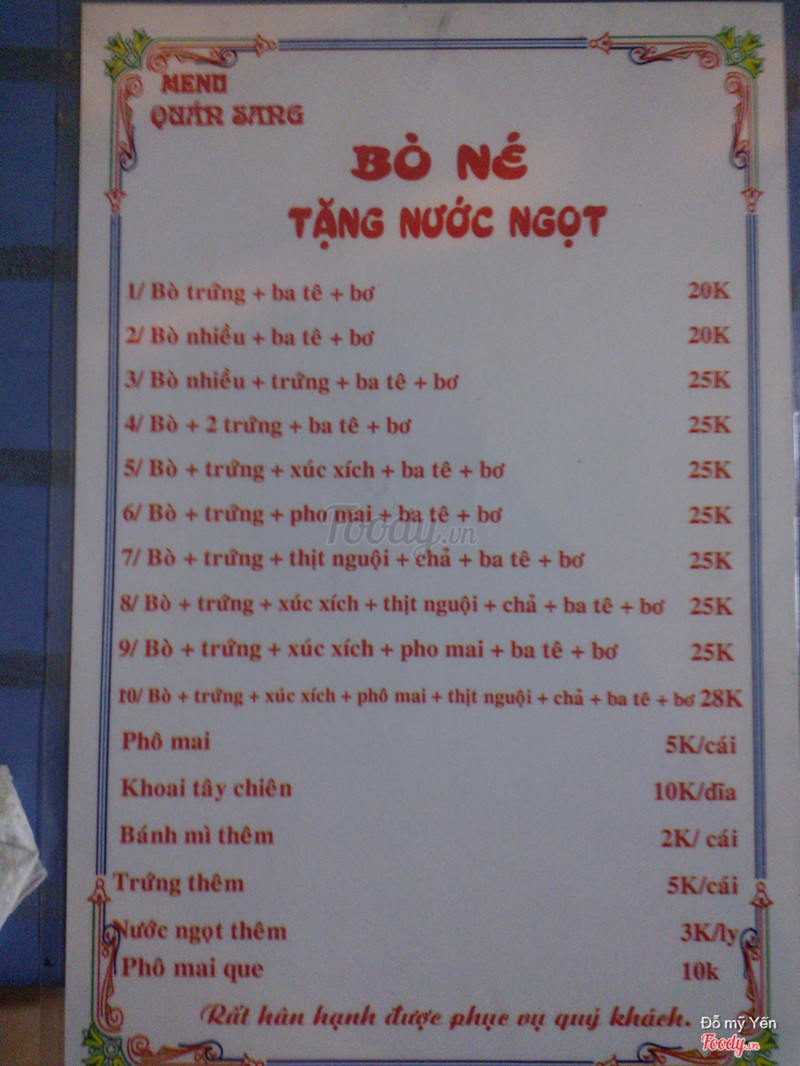 MENU
QUÁN SANG
BÒ NÉ
TẶNG NƯỚC NGỌT
1/ Bò trứng + ba tê + bơ 20K
2/ Bò nhiều + ba tê + bơ 20K
3/ Bò nhiều + trứng + ba tê + bơ 25K
4/ Bò + 2 trứng + ba tê + bơ 25K
5/ Bò + trứng + xúc xích + ba tê + bơ 25K
6/ Bò + trứng + pho mai + ba tê + bơ 25K
Foody.vn
7/ Bò + trứng + thịt nguội + chả + ba tê + bơ 25K
8/ Bò + trứng + xúc xích + thịt nguội + chả + ba tê + bơ 25K
9/ Bò + trứng + xúc xích + pho mai + ba tê + bơ 25K
10/ Bò + trứng + xúc xích + phô mai + thịt nguội + chả + ba tê + bơ 28K
Phô mai 5K/cái
Khoai tây chiên 10K/dĩa
Bánh mì thêm 2K/ cái
Trứng thêm 5K/cái
Nước ngọt thêm 3K/ly
Phô mai que 10k
Rất hân hạnh được phục vụ quý khách.
Đỗ mỹ Yến
Foody.vn